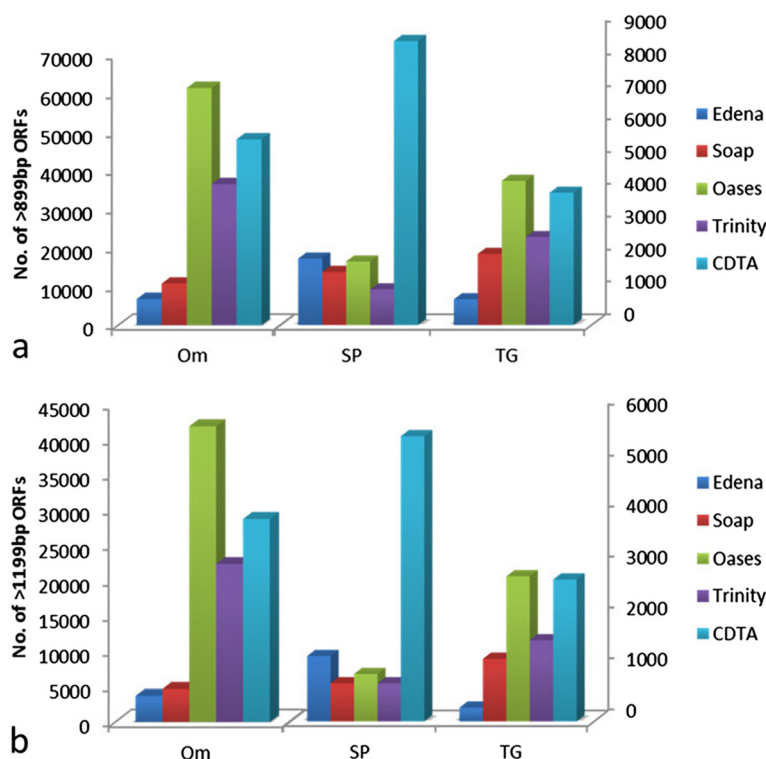 No. of >899bp ORFs
70000
60000
50000
40000
30000
20000
10000
0
Om
SP
TG
9000
8000
7000
6000
5000
4000
3000
2000
1000
0
Edena
Soap
Oases
Trinity
CDTA
a
No. of >1199bp ORFs
45000
40000
35000
30000
25000
20000
15000
10000
5000
0
Om
SP
TG
6000
5000
4000
3000
2000
1000
0
Edena
Soap
Oases
Trinity
CDTA
b